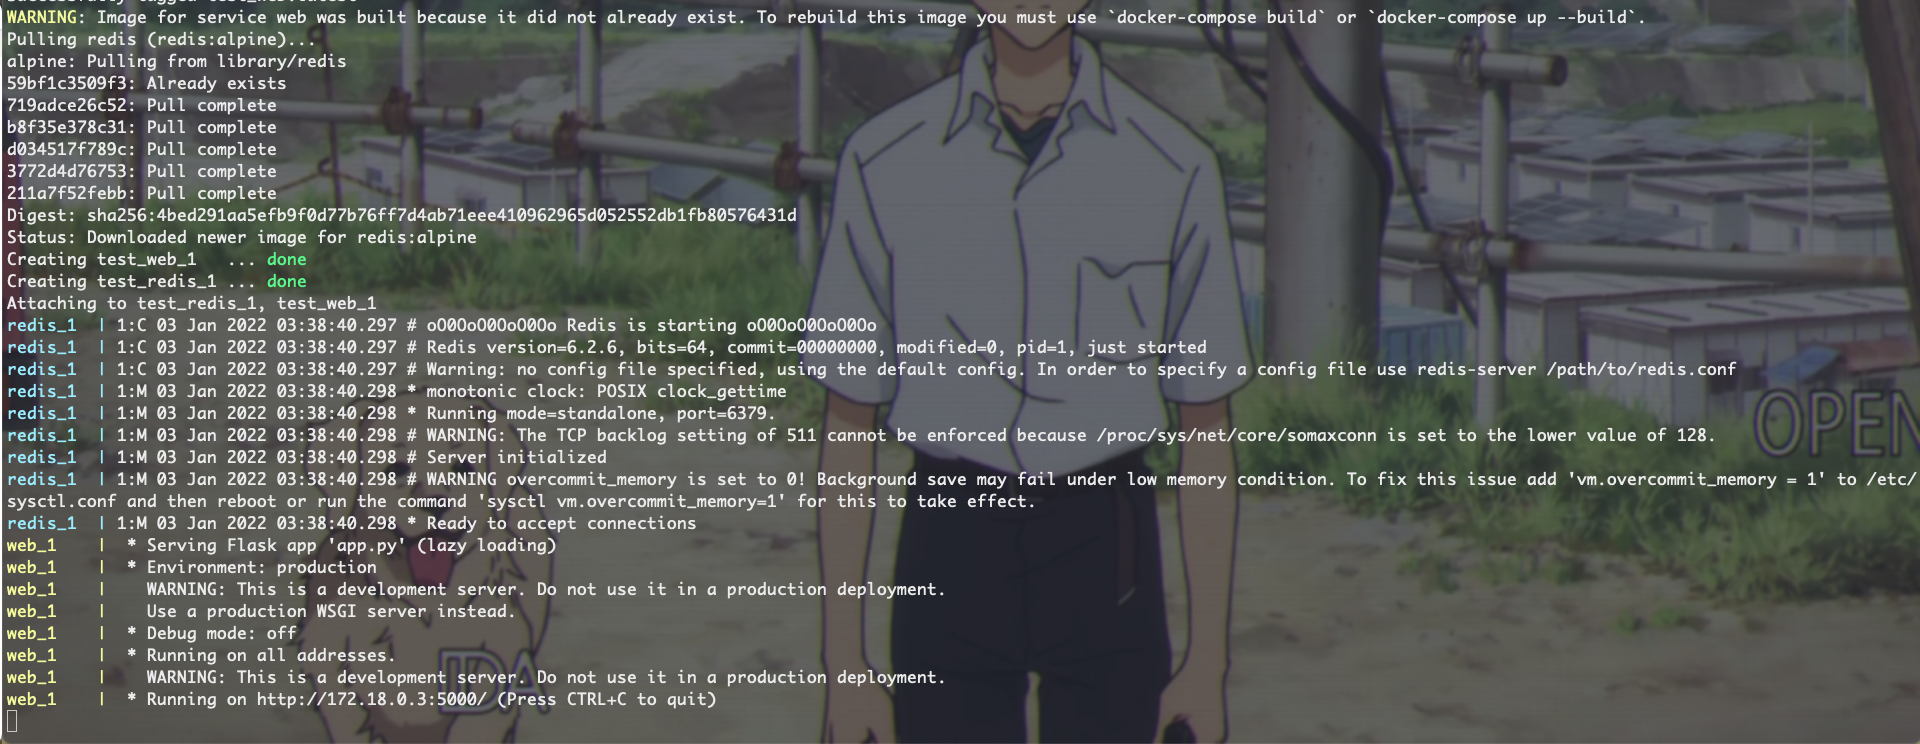 WARNING: Image for service web was built because it did not already exist. To rebuild this image you must use `docker-compose build` or `docker-compose up --build`.
Pulling redis (redis:alpine)...
alpine: Pulling from library/redis
59bf1c3509f3: Already exists
719adce26c52: Pull complete
b8f35e378c31: Pull complete
d034517f789c: Pull complete
3772d4d76753: Pull complete
211a7f52febb: Pull complete
Digest: sha256:4bed291aa5efb9f0d77b76ff7d4ab71eee410962965d052552db1fb80576431d
Status: Downloaded newer image for redis:alpine
Creating test_web_1   ... done
Creating test_redis_1 ... done
Attaching to test_redis_1, test_web_1
redis_1  | 1:C 03 Jan 2022 03:38:40.297 # oO0OoO0OoO0Oo Redis is starting oO0OoO0OoO0Oo
redis_1  | 1:C 03 Jan 2022 03:38:40.297 # Redis version=6.2.6, bits=64, commit=00000000, modified=0, pid=1, just started
redis_1  | 1:C 03 Jan 2022 03:38:40.297 # Warning: no config file specified, using the default config. In order to specify a config file use redis-server /path/to/redis.conf
redis_1  | 1:M 03 Jan 2022 03:38:40.298 * monotonic clock: POSIX clock_gettime
redis_1  | 1:M 03 Jan 2022 03:38:40.298 * Running mode=standalone, port=6379.
redis_1  | 1:M 03 Jan 2022 03:38:40.298 # WARNING: The TCP backlog setting of 511 cannot be enforced because /proc/sys/net/core/somaxconn is set to the lower value of 128.
redis_1  | 1:M 03 Jan 2022 03:38:40.298 # Server initialized
redis_1  | 1:M 03 Jan 2022 03:38:40.298 # WARNING overcommit_memory is set to 0! Background save may fail under low memory condition. To fix this issue add 'vm.overcommit_memory = 1' to /etc/
sysctl.conf and then reboot or run the command 'sysctl vm.overcommit_memory=1' for this to take effect.
redis_1  | 1:M 03 Jan 2022 03:38:40.298 * Ready to accept connections
web_1    |  * Serving Flask app 'app.py' (lazy loading)
web_1    |  * Environment: production
web_1    |    WARNING: This is a development server. Do not use it in a production deployment.
web_1    |    Use a production WSGI server instead.
web_1    |  * Debug mode: off
web_1    |  * Running on all addresses.
web_1    |    WARNING: This is a development server. Do not use it in a production deployment.
web_1    |  * Running on http://172.18.0.3:5000/ (Press CTRL+C to quit)
OPEN